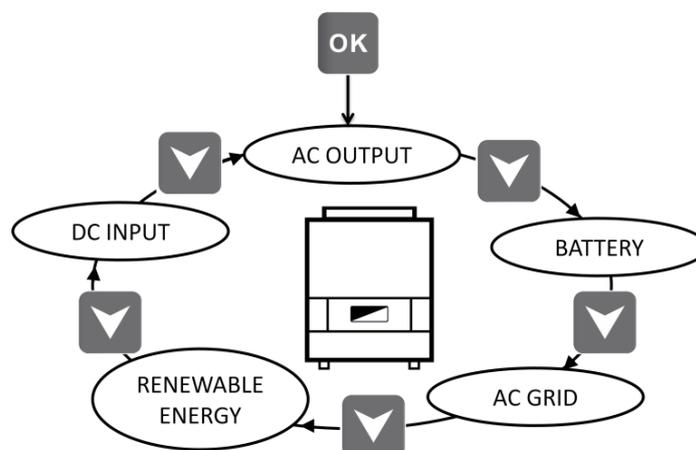 OK
AC OUTPUT
DC INPUT
BATTERY
RENEWABLE
ENERGY
AC GRID